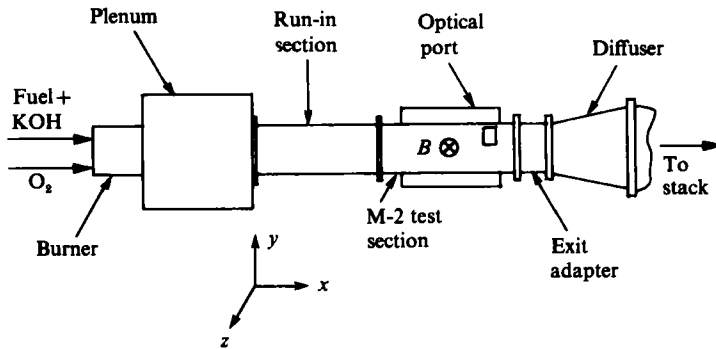 Plenum
Run-in
section
Optical
port
Diffuser
Fuel+
KOH
O₂
Burner
B
M-2 test
section
Exit
adapter
To
stack
y
x
z